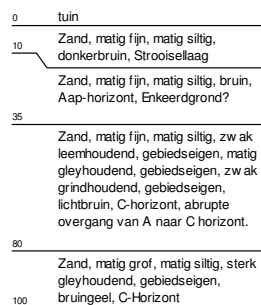 0 tuin
Zand, matig fijn, matig siltig,
10
donkerbruin, Strooisellaag
Zand, matig fijn, matig siltig, bruin,
Aap-horizont, Enkeerdgrond?
35
Zand, matig fijn, matig siltig, zwak
leemhoudend, gebiedseigen, matig
gleyhoudend, gebiedseigen, zwak
grindhoudend, gebiedseigen,
lichtbruin, C-horizont, abrupte
overgang van A naar C horizont.
80
Zand, matig grof, matig siltig, sterk
gleyhoudend, gebiedseigen,
bruingeel, C-Horizont
100